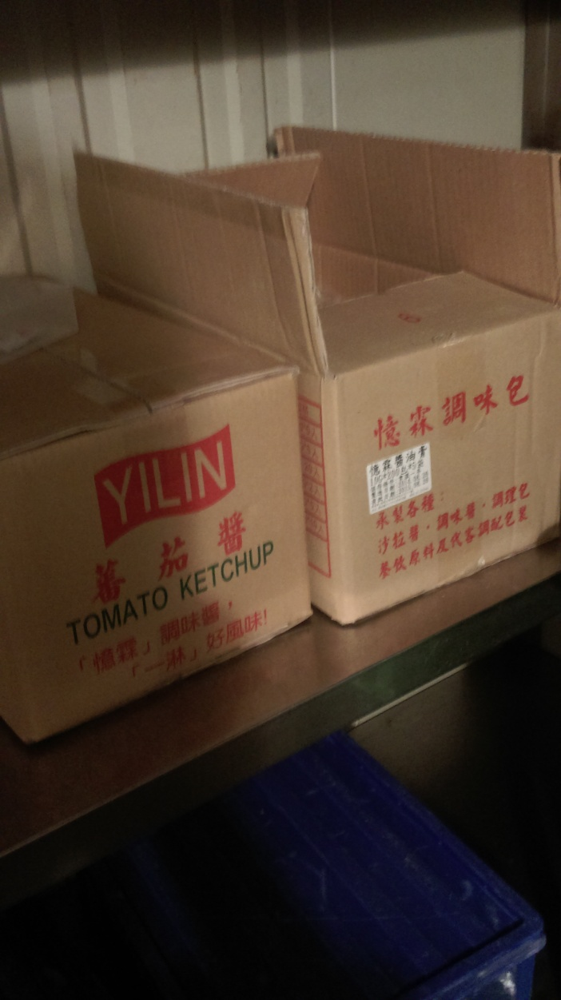 YILIN
蕃茄醬
TOMATO KETCHUP
「憶霖」調味醬，
「一淋」好風味!
憶霖調味包
憶霖醬油膏
承製各種：
沙拉醬．調味醬．調理包
餐飲原料及代客調配包裝